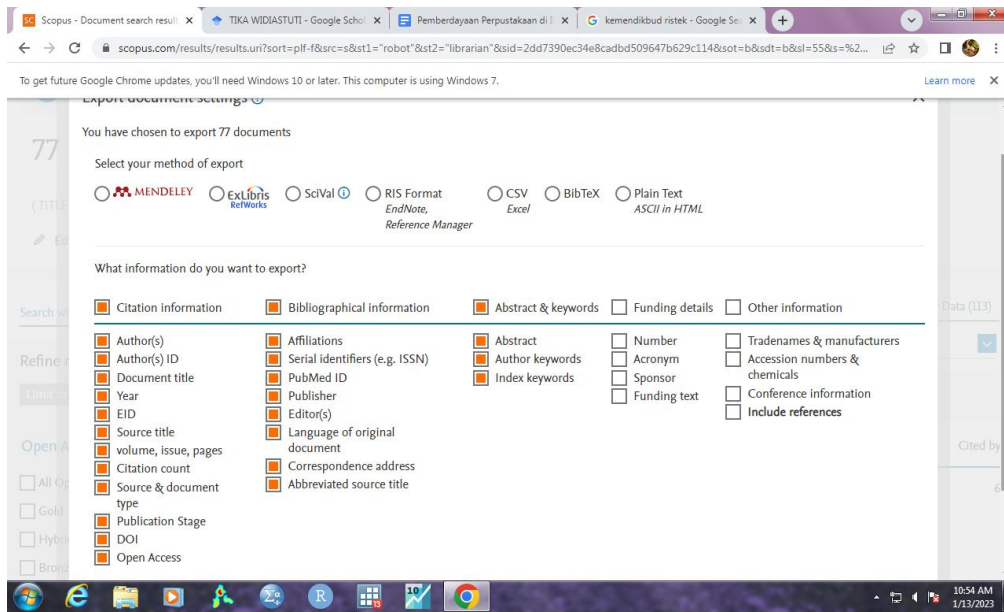 Scopus - Document search result
TIKA WIDIASTUTI - Google Schol
Pemberdayaan Perpustakaan di I
kemendikbud ristek - Google Sea
scopus.com/results/results.uri?sort=plf-f&src=s&st1="robot"&st2="librarian"&sid=2dd7390ec34e8cadbd509647b629c114&sot=b&sdt=b&sl=55&s=%2...
To get future Google Chrome updates, you'll need Windows 10 or later. This computer is using Windows 7.
Learn more
Export document settings
You have chosen to export 77 documents
77
Select your method of export
MENDELEY
ExLibris
RefWorks
SciVal
RIS Format
EndNote,
Reference Manager
CSV
Excel
BibTeX
Plain Text
ASCII in HTML
(TITLE
Ed
What information do you want to export?
Search w
Data (113)
Citation information
Author(s)
Author(s) ID
Document title
Year
EID
Source title
volume, issue, pages
Citation count
Source & document
type
Publication Stage
DOI
Open Access
Bibliographical information
Affiliations
Serial identifiers (e.g. ISSN)
PubMed ID
Publisher
Editor(s)
Language of original
document
Correspondence address
Abbreviated source title
Abstract & keywords
Abstract
Author keywords
Index keywords
Funding details
Number
Acronym
Sponsor
Funding text
Other information
Tradenames & manufacturers
Accession numbers &
chemicals
Conference information
Include references
Refine r
Limit to
Open A
Cited by
All Op
6
Gold
Hybri
Bronz
10:54 AM
1/13/2023